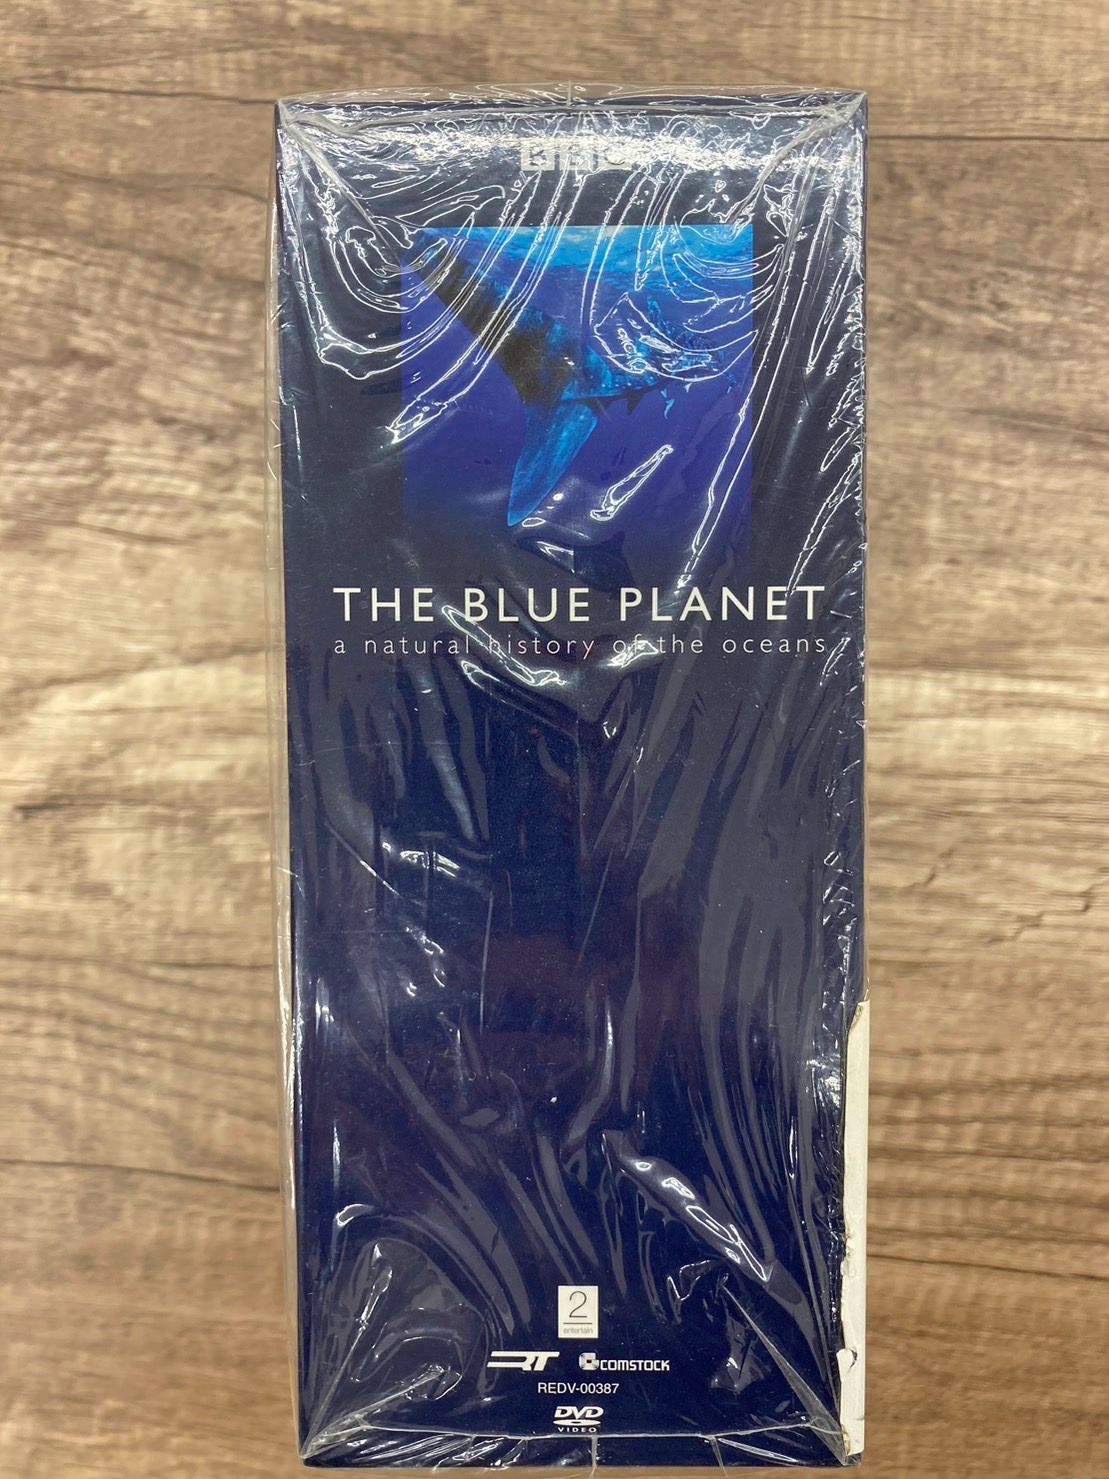 BBC
THE BLUE PLANET
a natural history of the oceans
2
entertain
RT COMSTOCK
REDV-00387
DVD
VIDEO